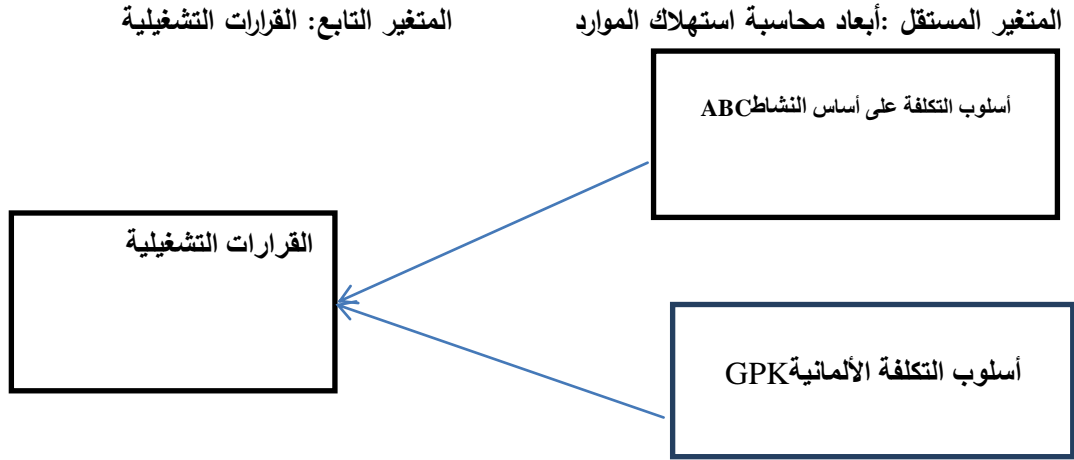 المتغير المستقل :أبعاد محاسبة استهلاك الموارد
المتغير التابع: القرارات التشغيلية
أسلوب التكلفة على أساس النشاطABC
القرارات التشغيلية
أسلوب التكلفة الألمانيةGPK